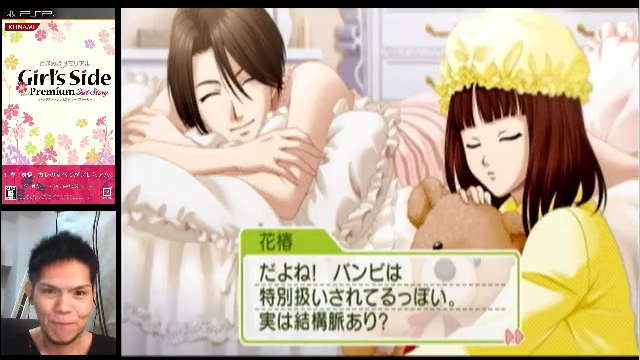 PSP
KONAMI
ときめきメモリアル
Girl's Side
Premium 3rd Story
花椿
だよね! バンビは
特別扱いされてるっぽい。
実は結構脈あり?